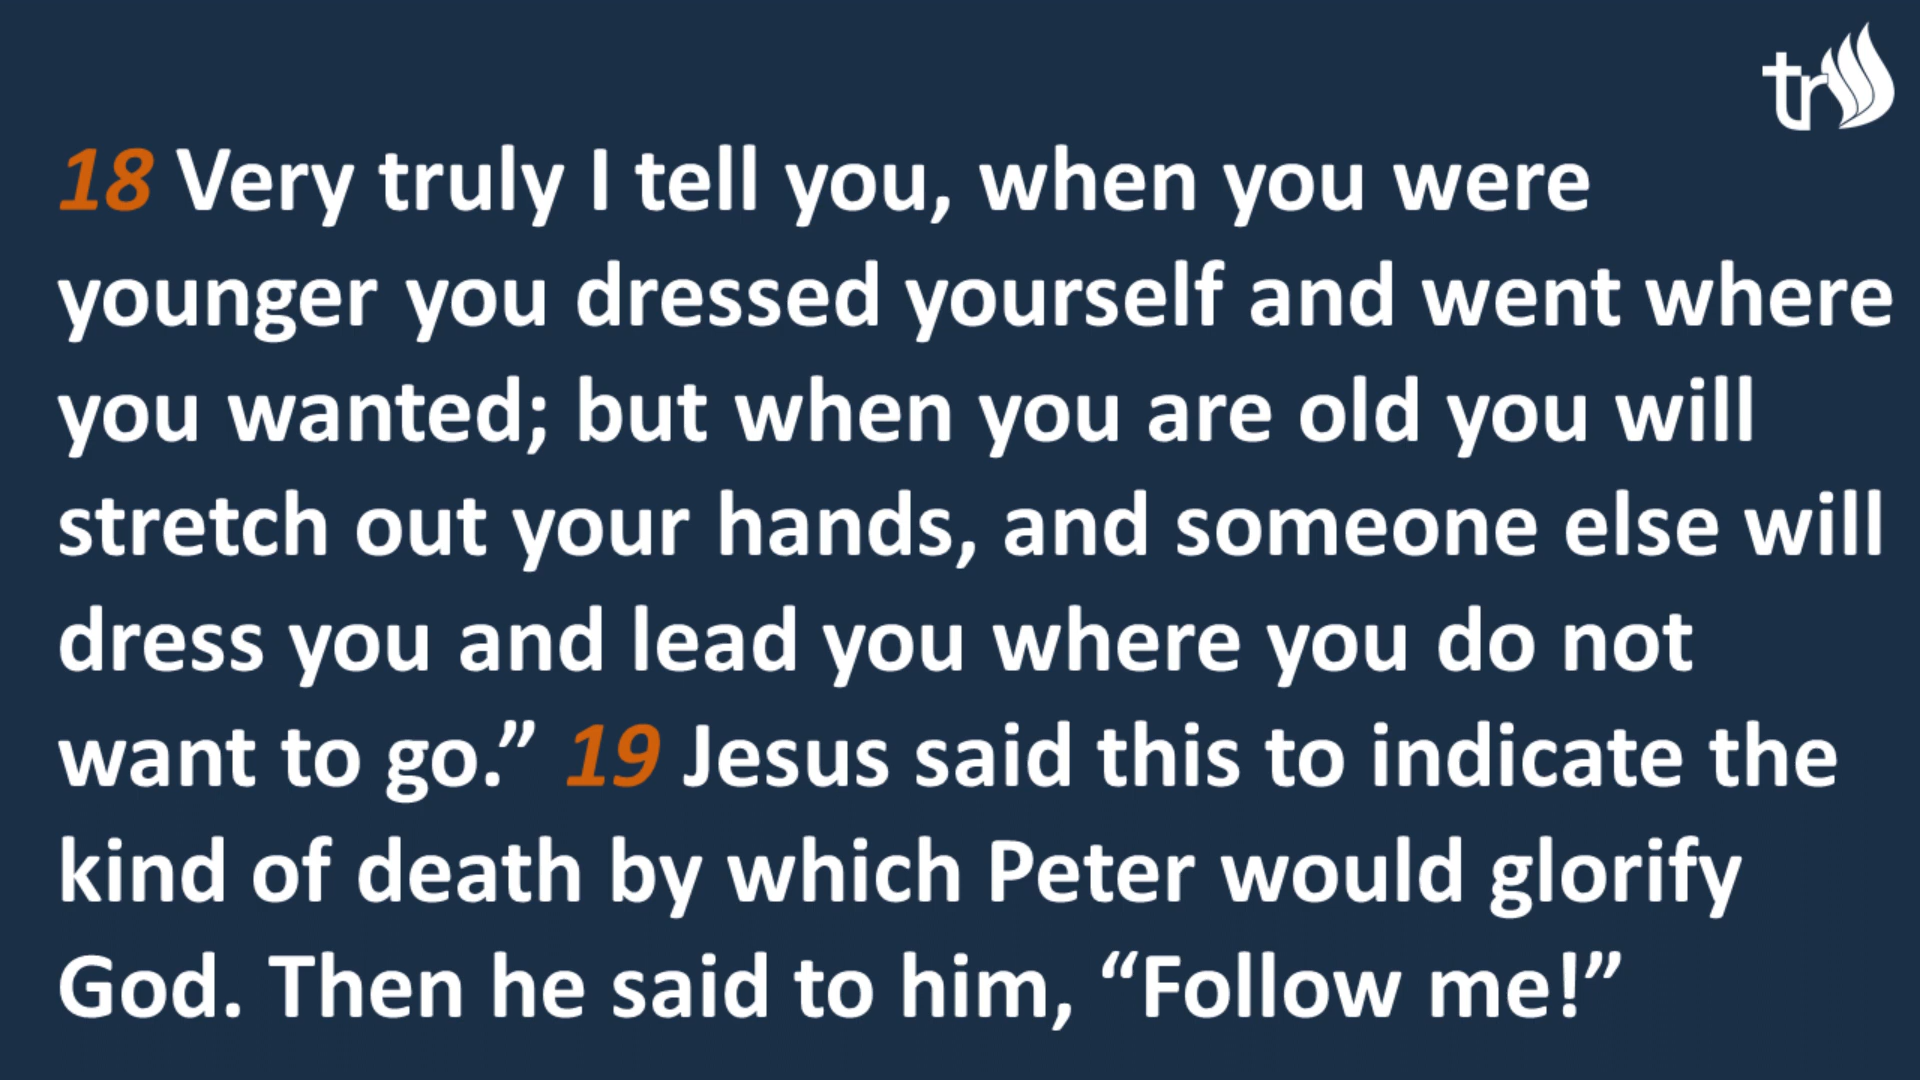 tr
18 Very truly I tell you, when you were
younger you dressed yourself and went where
you wanted; but when you are old you will
stretch out your hands, and someone else will
dress you and lead you where you do not
want to go.” 19 Jesus said this to indicate the
kind of death by which Peter would glorify
God. Then he said to him, “Follow me!”